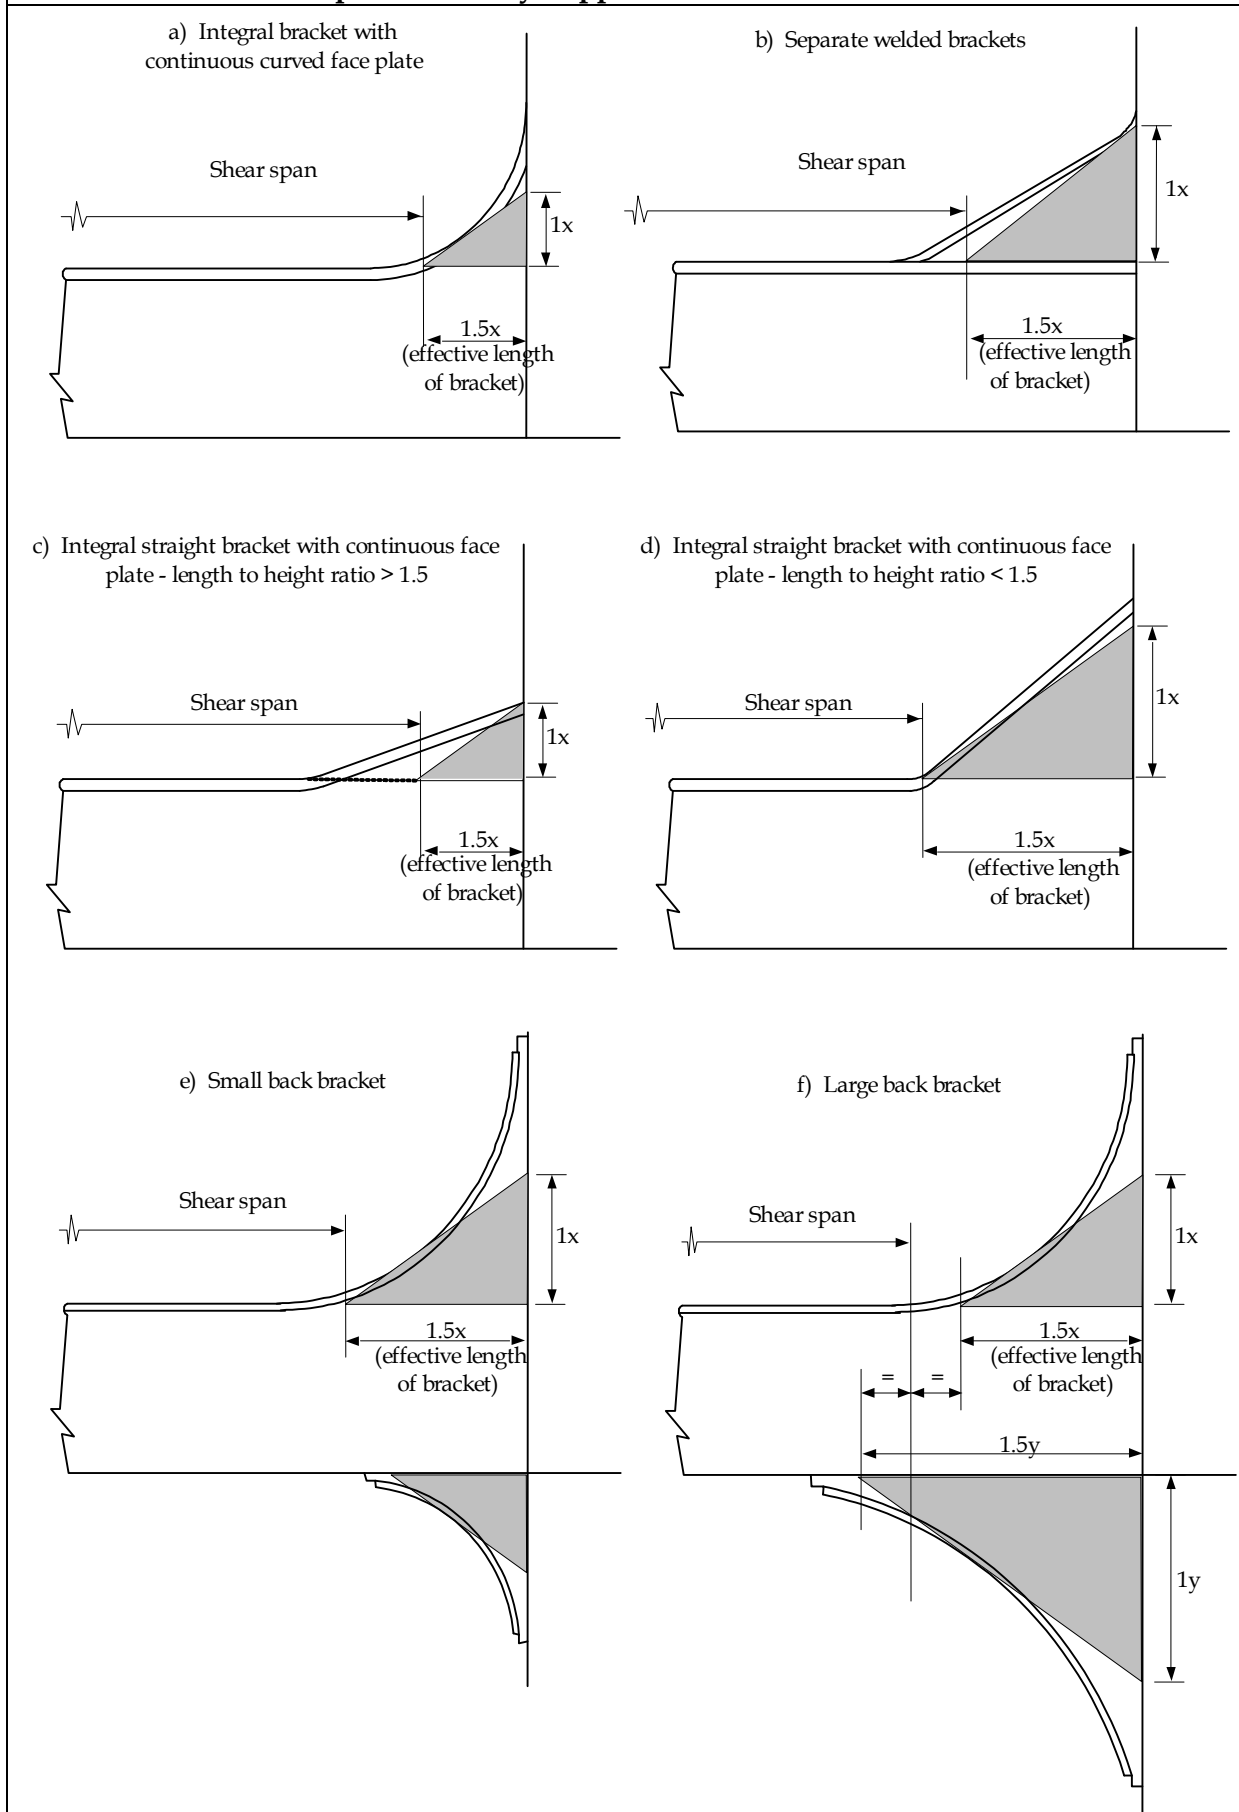 a) Integral bracket with
continuous curved face plate
Shear span
1x
1.5x
(effective length
of bracket)
b) Separate welded brackets
Shear span
1x
1.5x
(effective length
of bracket)
c) Integral straight bracket with continuous face
plate - length to height ratio > 1.5
Shear span
1x
1.5x
(effective length
of bracket)
d) Integral straight bracket with continuous face
plate - length to height ratio < 1.5
Shear span
1x
1.5x
(effective length
of bracket)
e) Small back bracket
Shear span
1x
1.5x
(effective length
of bracket)
f) Large back bracket
Shear span
1x
1.5x
(effective length
of bracket)
= =
1.5y
1y